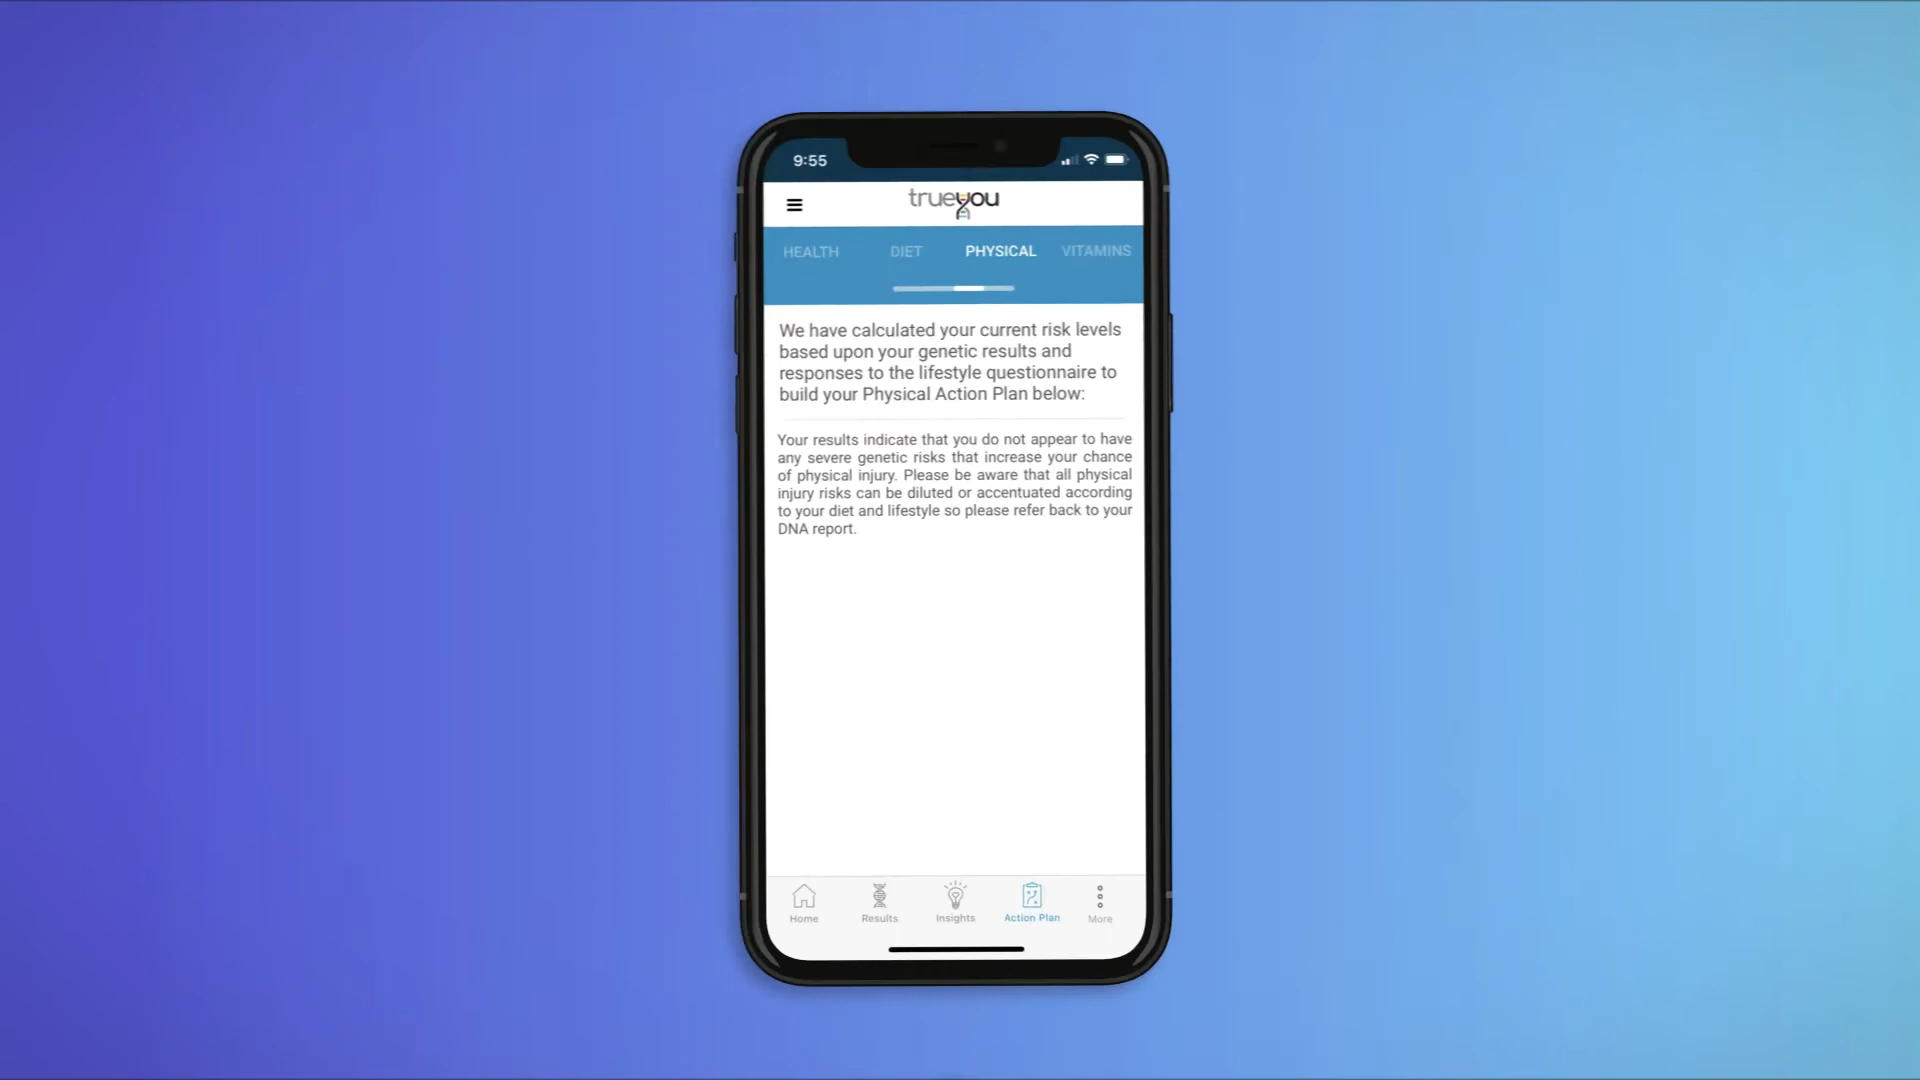 9:55
trueyou
HEALTH DIET PHYSICAL VITAMINS
We have calculated your current risk levels
based upon your genetic results and
responses to the lifestyle questionnaire to
build your Physical Action Plan below:
Your results indicate that you do not appear to have
any severe genetic risks that increase your chance
of physical injury. Please be aware that all physical
injury risks can be diluted or accentuated according
to your diet and lifestyle so please refer back to your
DNA report.
Home Results Insights Action Plan More